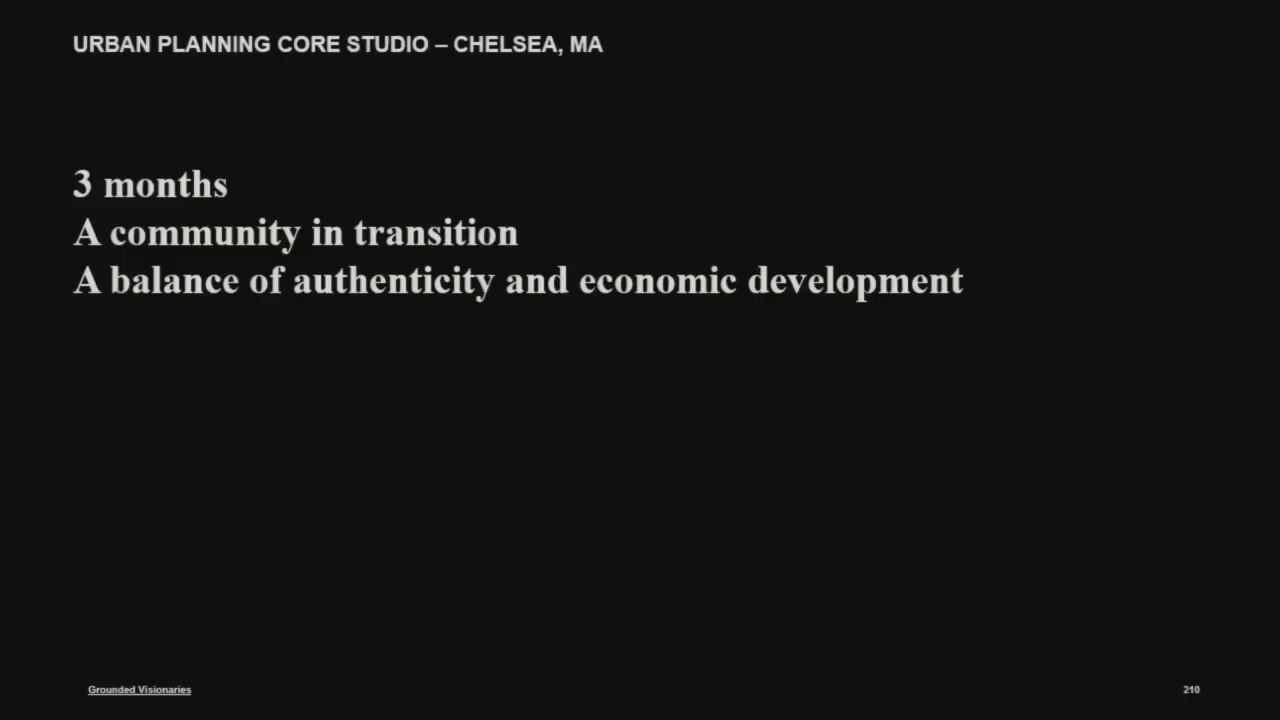 URBAN PLANNING CORE STUDIO – CHELSEA, MA
3 months
A community in transition
A balance of authenticity and economic development
Grounded Visionaries
210